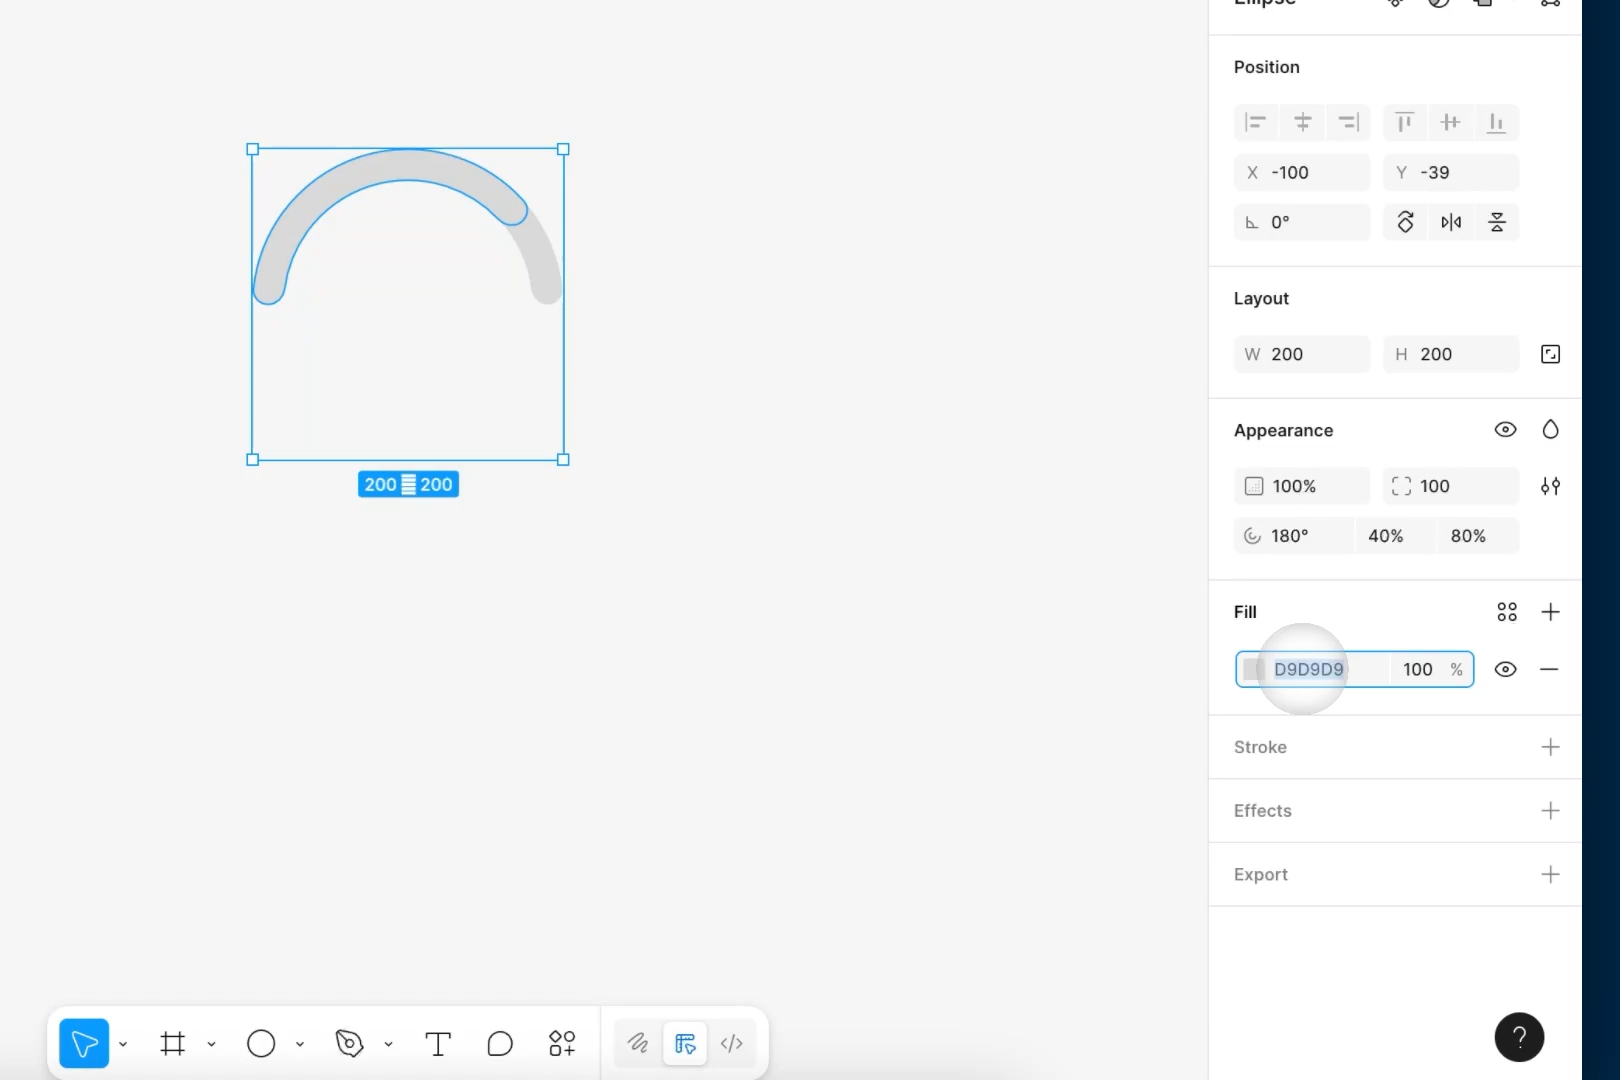 Ellipse
Position
X -100
Y -39
0°
Layout
W 200
H 200
Appearance
100%
100
180° 40% 80%
Fill
D9D9D9 100 %
Stroke
Effects
Export
200 200
T
</>
?